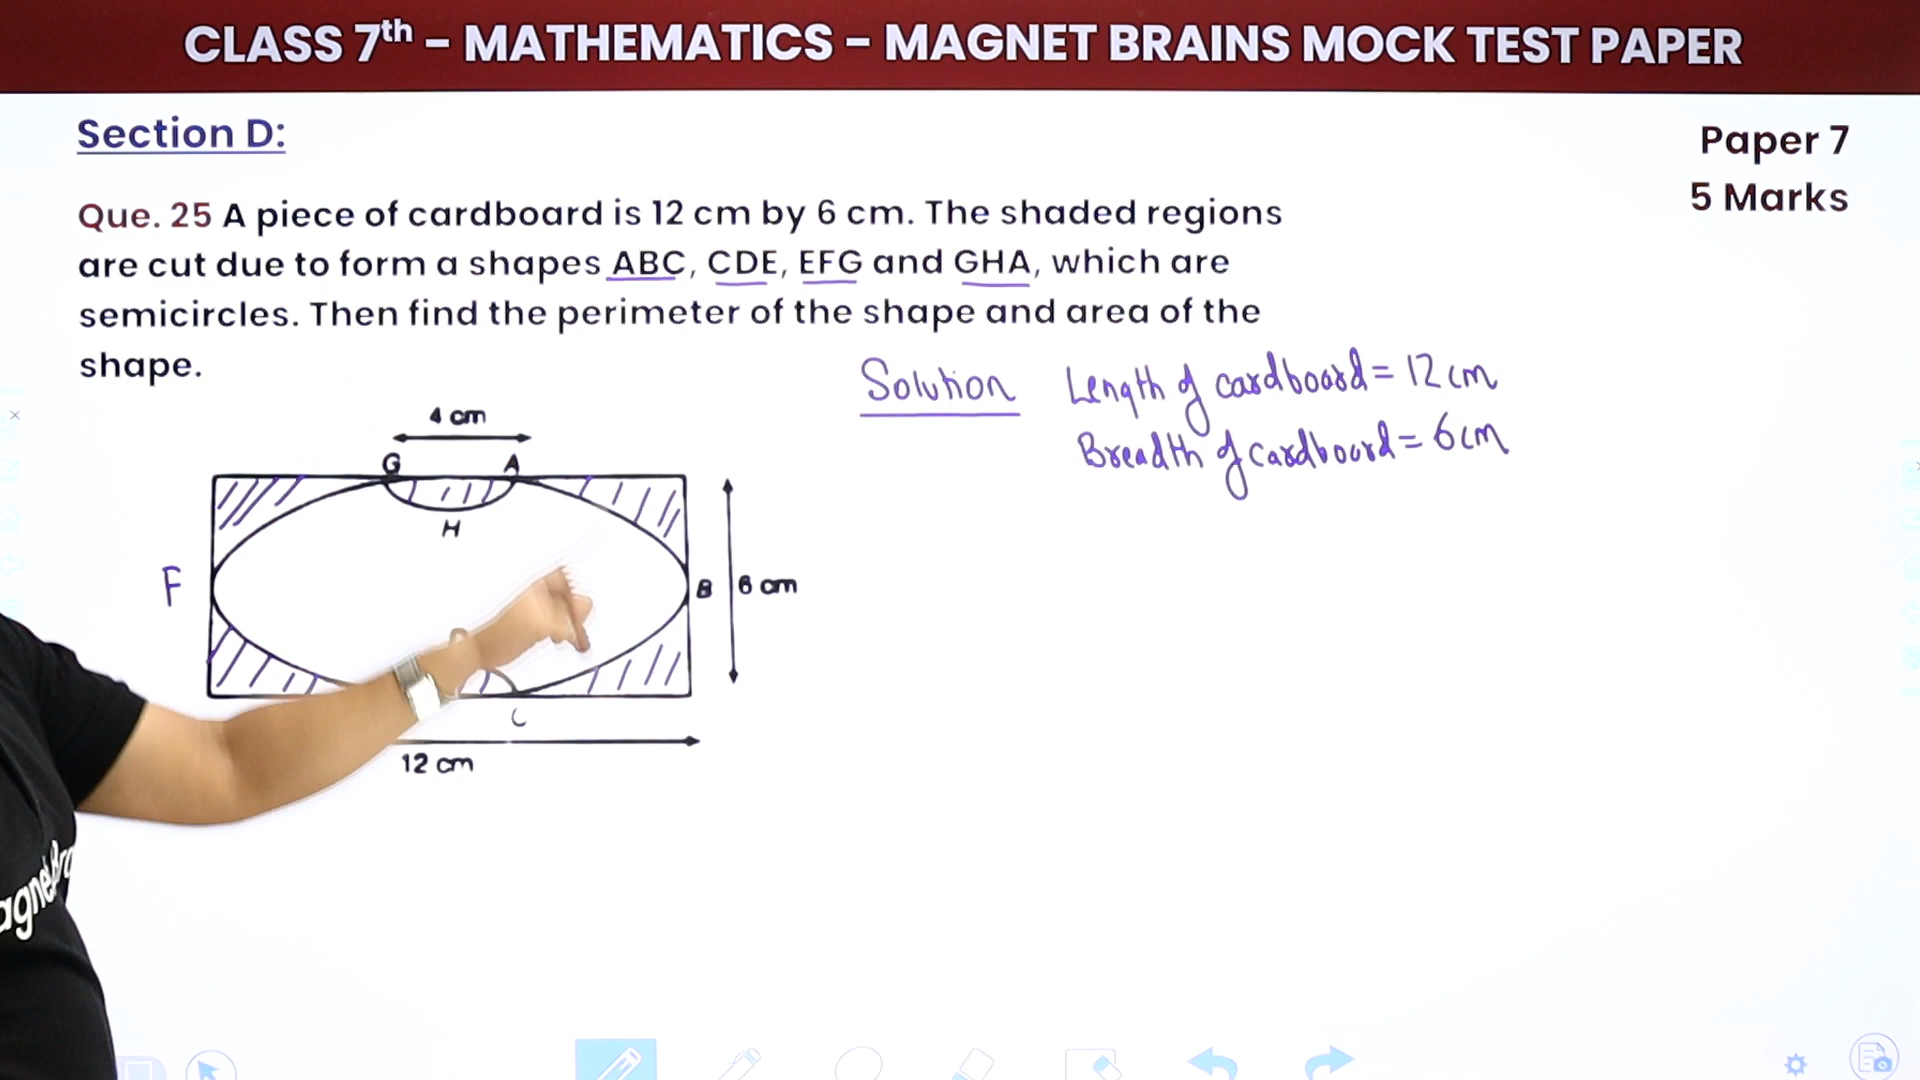 CLASS 7th - MATHEMATICS - MAGNET BRAINS MOCK TEST PAPER
Section D:
Paper 7
5 Marks
Que. 25 A piece of cardboard is 12 cm by 6 cm. The shaded regions
are cut due to form a shapes ABC, CDE, EFG and GHA, which are
semicircles. Then find the perimeter of the shape and area of the
shape.
Solution Length of cardboard = 12 cm
Breadth of cardboard = 6 cm
4 cm
G A
H
F
B
6 cm
C
12 cm